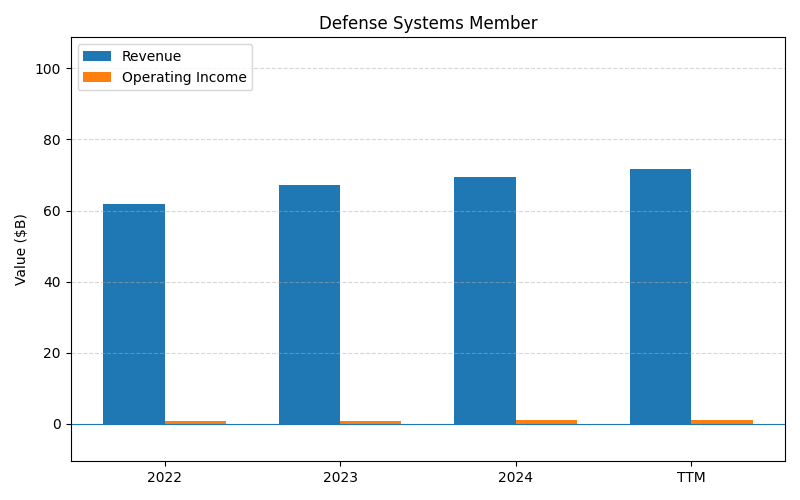 Defense Systems Member
Revenue
Operating Income
Value ($B)
100
80
60
40
20
0
2022
2023
2024
TTM